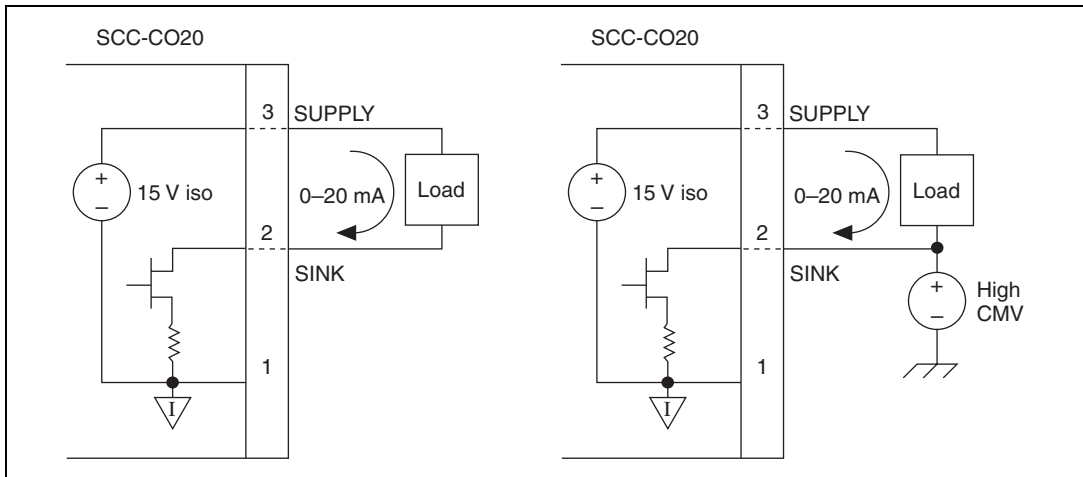 SCC-CO20
3
SUPPLY
+
–
15 V iso
0–20 mA
Load
2
SINK
1
I
SCC-CO20
3
SUPPLY
+
–
15 V iso
0–20 mA
Load
2
SINK
+
–
High
CMV
1
I